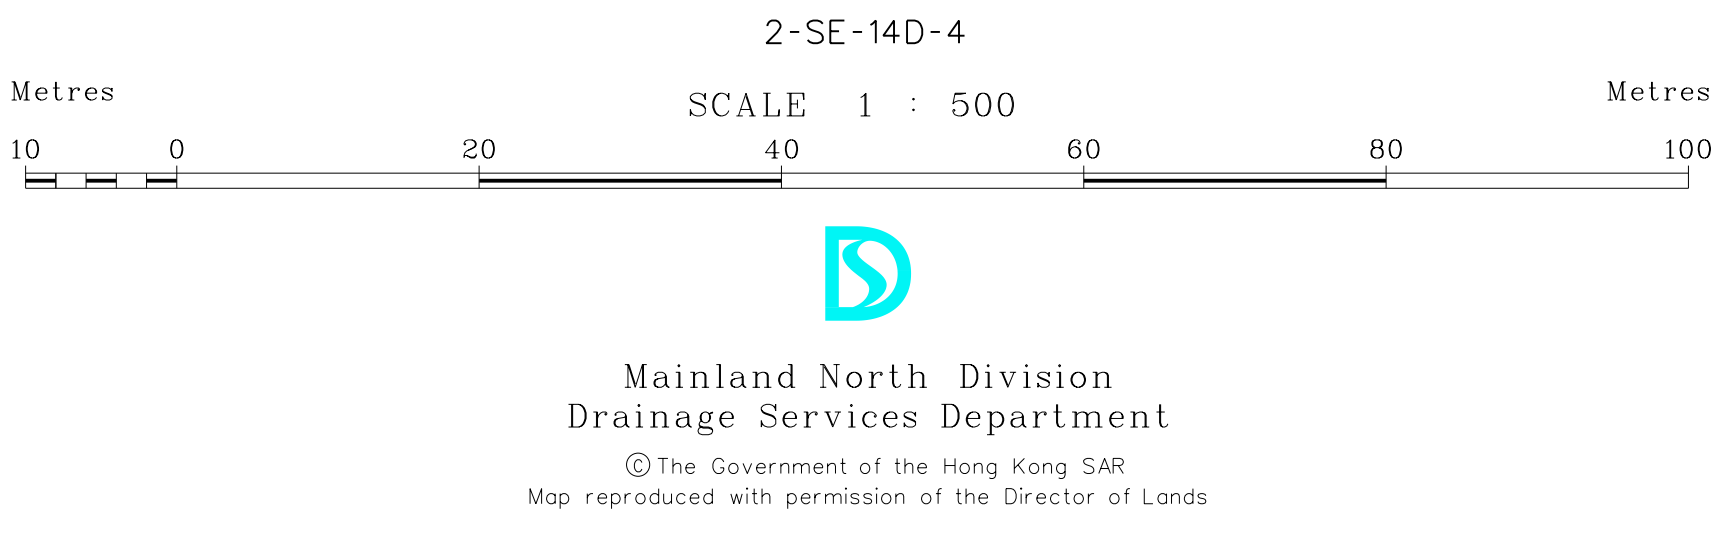 2-SE-14D-4
Metres
SCALE 1 : 500
Metres
10 0 20 40 60 80 100
Mainland North Division
Drainage Services Department
© The Government of the Hong Kong SAR
Map reproduced with permission of the Director of Lands